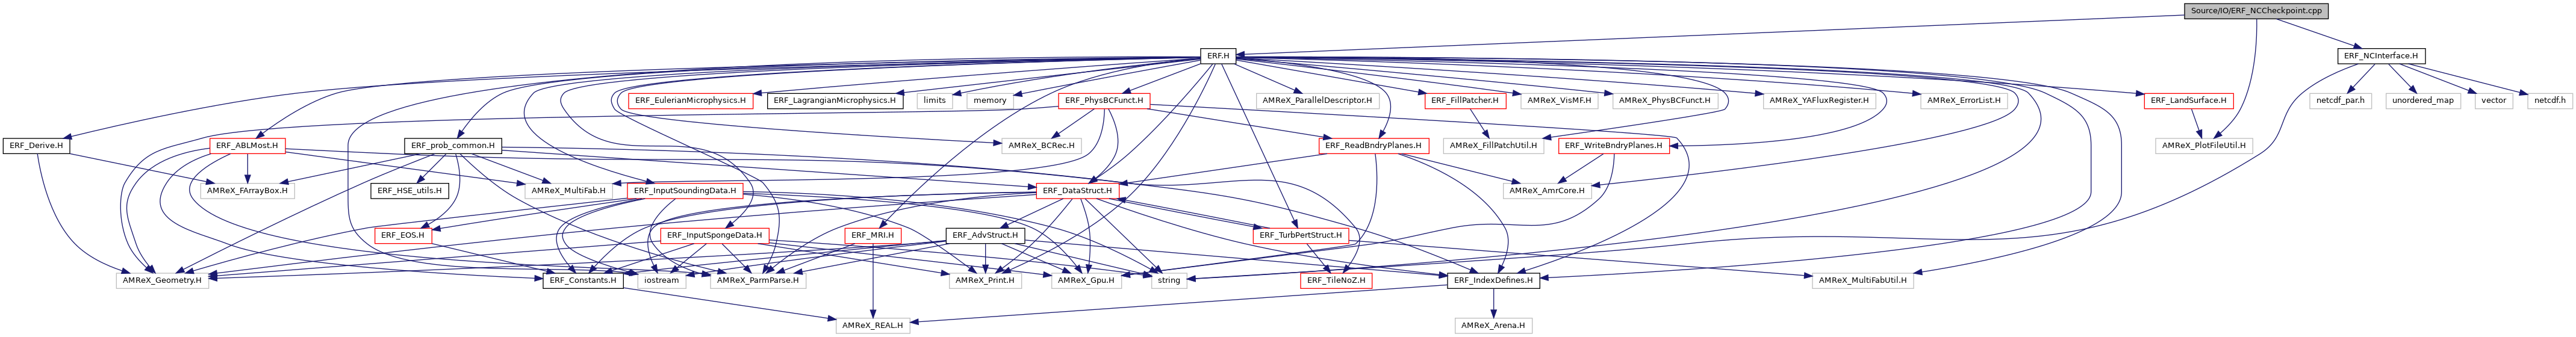 Source/IO/ERF_NCCheckpoint.cpp
ERF.H
ERF_NCInterface.H
ERF_EulerianMicrophysics.H
ERF_LagrangianMicrophysics.H
limits
memory
ERF_PhysBCFunct.H
AMReX_ParallelDescriptor.H
ERF_FillPatcher.H
AMReX_VisMF.H
AMReX_PhysBCFunct.H
AMReX_YAFluxRegister.H
AMReX_ErrorList.H
ERF_LandSurface.H
netcdf_par.h
unordered_map
vector
netcdf.h
ERF_Derive.H
ERF_ABLMost.H
ERF_prob_common.H
AMReX_BCRec.H
ERF_ReadBndryPlanes.H
AMReX_FillPatchUtil.H
ERF_WriteBndryPlanes.H
AMReX_PlotFileUtil.H
AMReX_FArrayBox.H
ERF_HSE_utils.H
AMReX_MultiFab.H
ERF_InputSoundingData.H
ERF_DataStruct.H
AMReX_AmrCore.H
ERF_EOS.H
ERF_InputSpongeData.H
ERF_MRI.H
ERF_AdvStruct.H
ERF_TurbPertStruct.H
AMReX_Geometry.H
ERF_Constants.H
iostream
AMReX_ParmParse.H
AMReX_Print.H
AMReX_Gpu.H
string
ERF_TileNoZ.H
ERF_IndexDefines.H
AMReX_MultiFabUtil.H
AMReX_REAL.H
AMReX_Arena.H